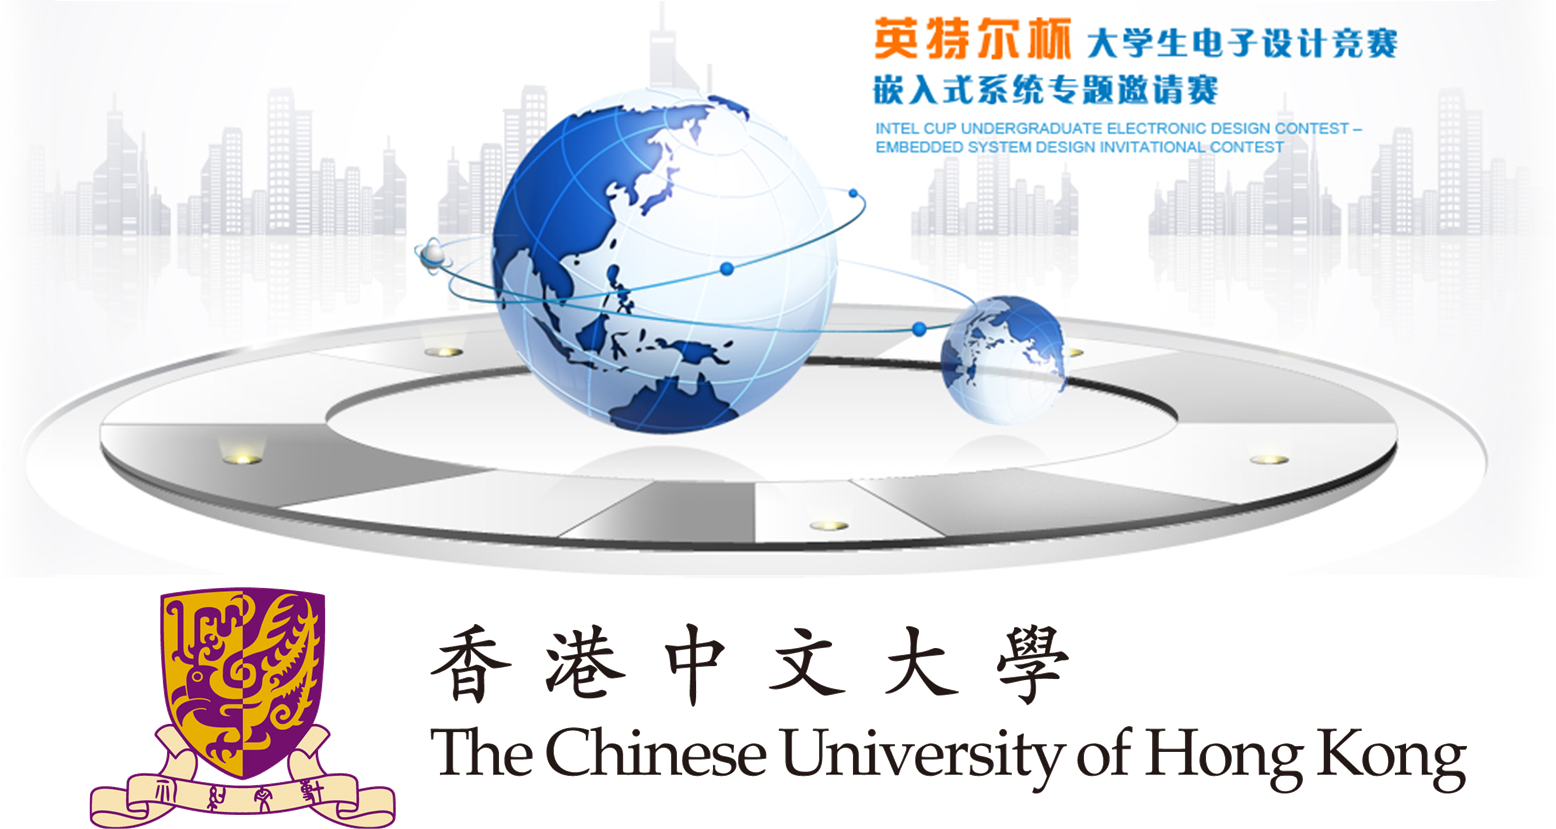 英特尔杯 大学生电子设计竞赛
嵌入式系统专题邀请赛
INTEL CUP UNDERGRADUATE ELECTRONIC DESIGN CONTEST –
EMBEDDED SYSTEM DESIGN INVITATIONAL CONTEST
香港中文大學
The Chinese University of Hong Kong